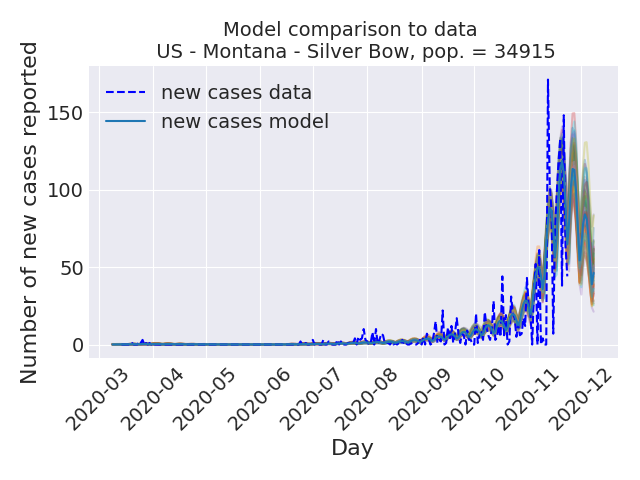 Model comparison to data
US - Montana - Silver Bow, pop. = 34915
Number of new cases reported
new cases data
new cases model
150
100
50
0
2020-03
2020-04
2020-05
2020-06
2020-07
2020-08
2020-09
2020-10
2020-11
2020-12
Day